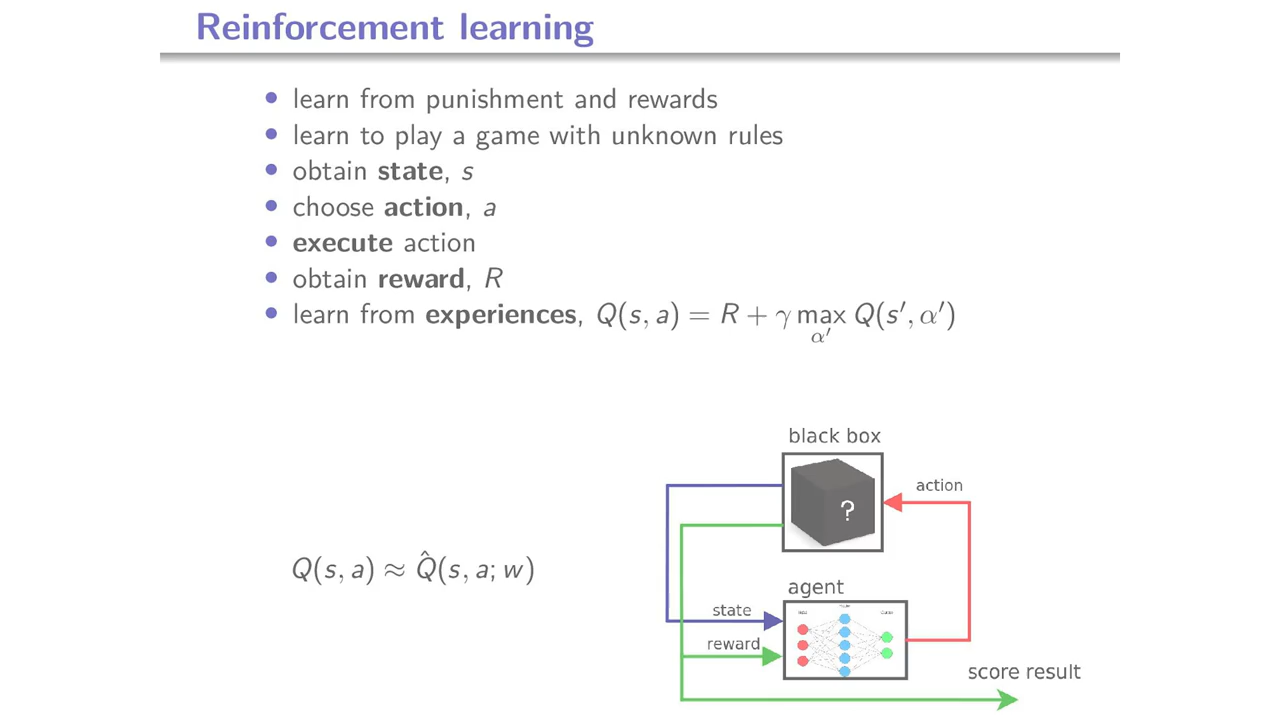 Reinforcement learning
• learn from punishment and rewards
• learn to play a game with unknown rules
• obtain state, s
• choose action, a
• execute action
• obtain reward, R
• learn from experiences, Q(s, a) = R + γ max Q(s′, α′)
α′
black box
action
?
Q(s, a) ≈ Q̂(s, a; w)
agent
state
reward
score result